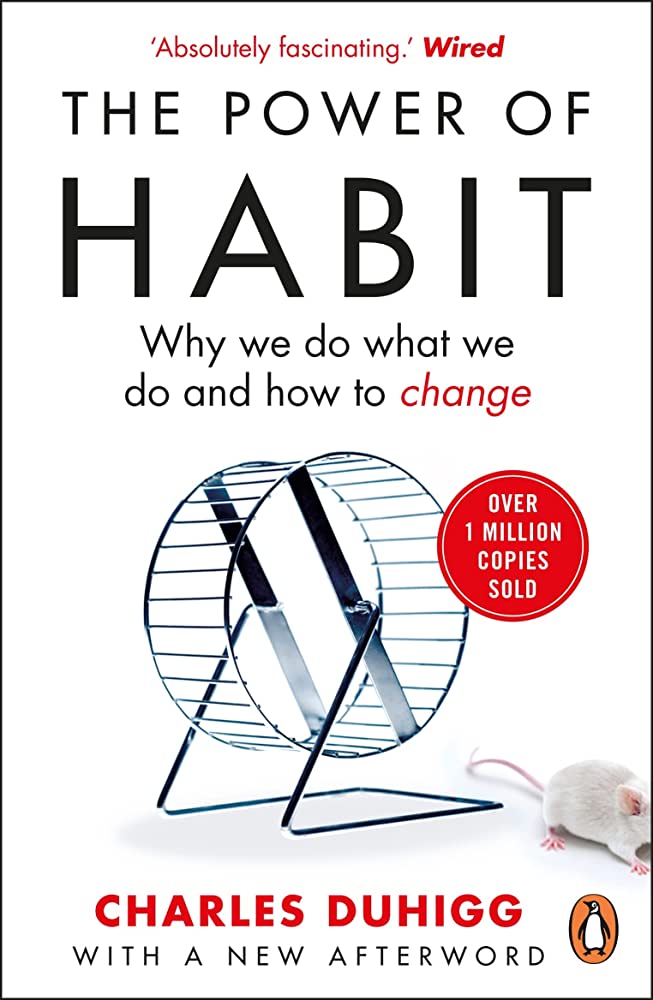 ‘Absolutely fascinating.’ Wired
THE POWER OF
HABIT
Why we do what we
do and how to change
OVER
1 MILLION
COPIES
SOLD
CHARLES DUHIGG
WITH A NEW AFTERWORD